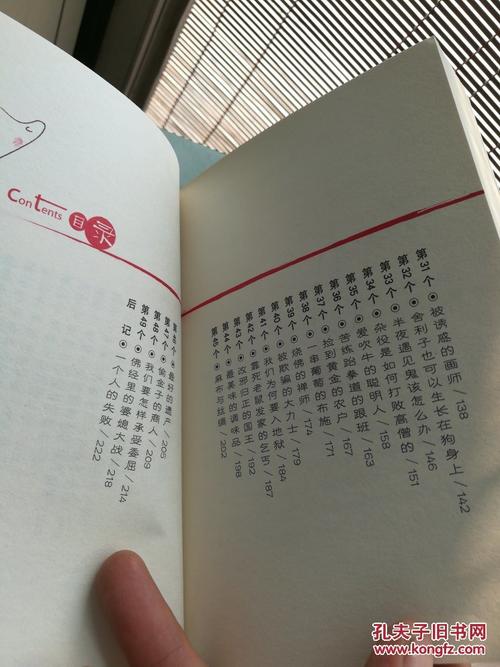 Contents 目录
第31个 ● 被诱惑的画师 / 138
第32个 ● 舍利子也可以生长在狗身上 / 142
第33个 ● 半夜遇见鬼该怎么办 / 146
第34个 ● 杂役是如何打败高僧的 / 151
第35个 ● 爱吹牛的聪明人 / 158
第36个 ● 苦练跆拳道的跟班 / 163
第37个 ● 捡到黄金的农户 / 167
第38个 ● 一串葡萄的布施 / 171
第39个 ● 烧佛的禅师 / 174
第40个 ● 被欺骗的大力士 / 179
第41个 ● 我们为何要入地狱 / 184
第42个 ● 靠死老鼠发家的乞丐 / 187
第43个 ● 改邪归正的国王 / 192
第44个 ● 最美味的调味品 / 198
第45个 ● 麻布与丝绸 / 202
第46个 ● 最好的遗产 / 205
第47个 ● 偷金子的商人 / 209
第48个 ● 我们要怎样承受委屈 / 214
第49个 ● 佛经里的婆媳大战 / 218
后记 ● 一个人的失败 / 222
孔夫子旧书网
www.kongfz.com